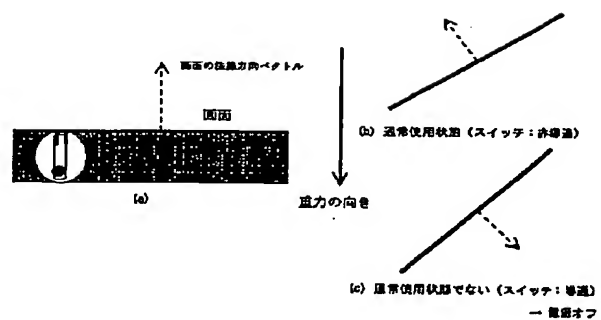 画面の法線方向ベクトル
画面
(a)
重力の向き
(b) 通常使用状態 (スイッチ:非導通)
(c) 通常使用状態でない (スイッチ:導通)
→ 電源オフ